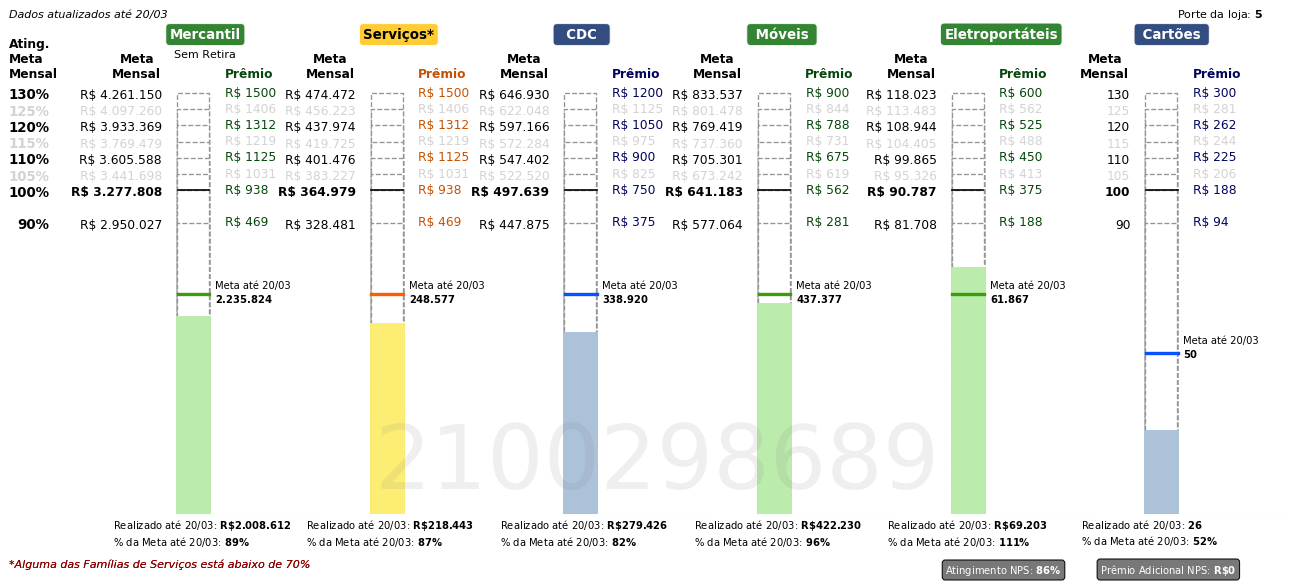 Dados atualizados até 20/03
Porte da loja: 5
Mercantil
Serviços*
CDC
Móveis
Eletroportáteis
Cartões
Sem Retira
Ating. Meta Mensal
Meta Mensal Prêmio Meta Mensal Prêmio Meta Mensal Prêmio Meta Mensal Prêmio Meta Mensal Prêmio Meta Mensal Prêmio
130% R$ 4.261.150 R$ 1500 R$ 474.472 R$ 1500 R$ 646.930 R$ 1200 R$ 833.537 R$ 900 R$ 118.023 R$ 600 130 R$ 300
125% R$ 4.097.260 R$ 1406 R$ 456.223 R$ 1406 R$ 622.048 R$ 1125 R$ 801.478 R$ 844 R$ 113.483 R$ 562 125 R$ 281
120% R$ 3.933.369 R$ 1312 R$ 437.974 R$ 1312 R$ 597.166 R$ 1050 R$ 769.419 R$ 788 R$ 108.944 R$ 525 120 R$ 262
115% R$ 3.769.479 R$ 1219 R$ 419.725 R$ 1219 R$ 572.284 R$ 975 R$ 737.360 R$ 731 R$ 104.405 R$ 488 115 R$ 244
110% R$ 3.605.588 R$ 1125 R$ 401.476 R$ 1125 R$ 547.402 R$ 900 R$ 705.301 R$ 675 R$ 99.865 R$ 450 110 R$ 225
105% R$ 3.441.698 R$ 1031 R$ 383.227 R$ 1031 R$ 522.520 R$ 825 R$ 673.242 R$ 619 R$ 95.326 R$ 413 105 R$ 206
100% R$ 3.277.808 R$ 938 R$ 364.979 R$ 938 R$ 497.639 R$ 750 R$ 641.183 R$ 562 R$ 90.787 R$ 375 100 R$ 188
90% R$ 2.950.027 R$ 469 R$ 328.481 R$ 469 R$ 447.875 R$ 375 R$ 577.064 R$ 281 R$ 81.708 R$ 188 90 R$ 94
Meta até 20/03 Meta até 20/03 Meta até 20/03 Meta até 20/03 Meta até 20/03
2.235.824 248.577 338.920 437.377 61.867
Meta até 20/03
50
2100298689
Realizado até 20/03: R$2.008.612 Realizado até 20/03: R$218.443 Realizado até 20/03: R$279.426 Realizado até 20/03: R$422.230 Realizado até 20/03: R$69.203 Realizado até 20/03: 26
% da Meta até 20/03: 89% % da Meta até 20/03: 87% % da Meta até 20/03: 82% % da Meta até 20/03: 96% % da Meta até 20/03: 111% % da Meta até 20/03: 52%
*Alguma das Famílias de Serviços está abaixo de 70%
Atingimento NPS: 86%
Prêmio Adicional NPS: R$0